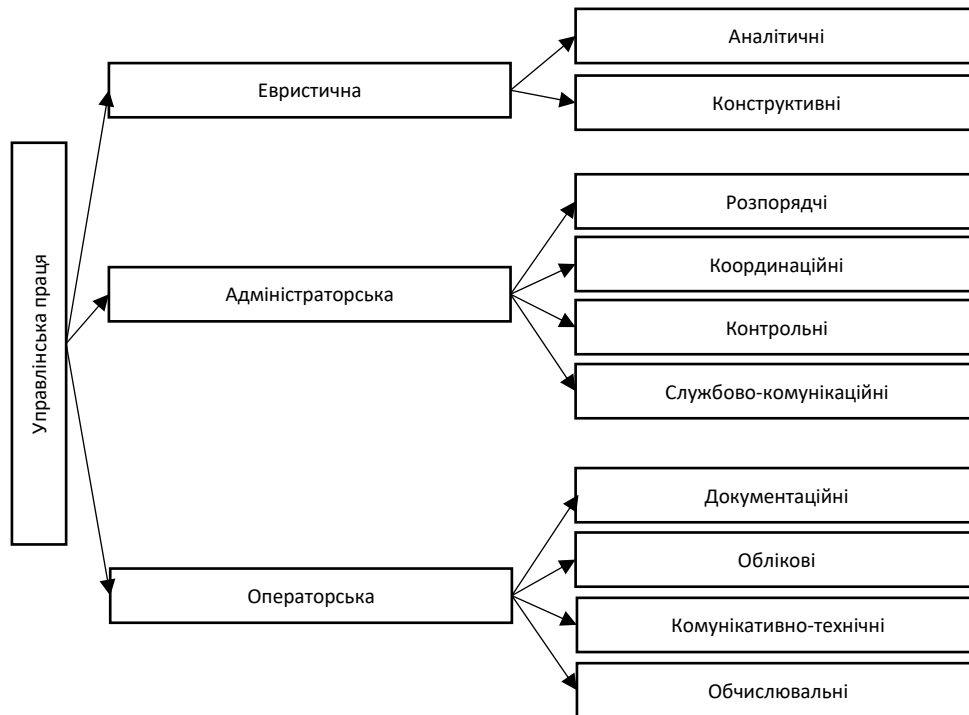 Управлінська праця
Евристична
Аналітичні
Конструктивні
Адміністраторська
Розпорядчі
Координаційні
Контрольні
Службово-комунікаційні
Операторська
Документаційні
Облікові
Комунікативно-технічні
Обчислювальні